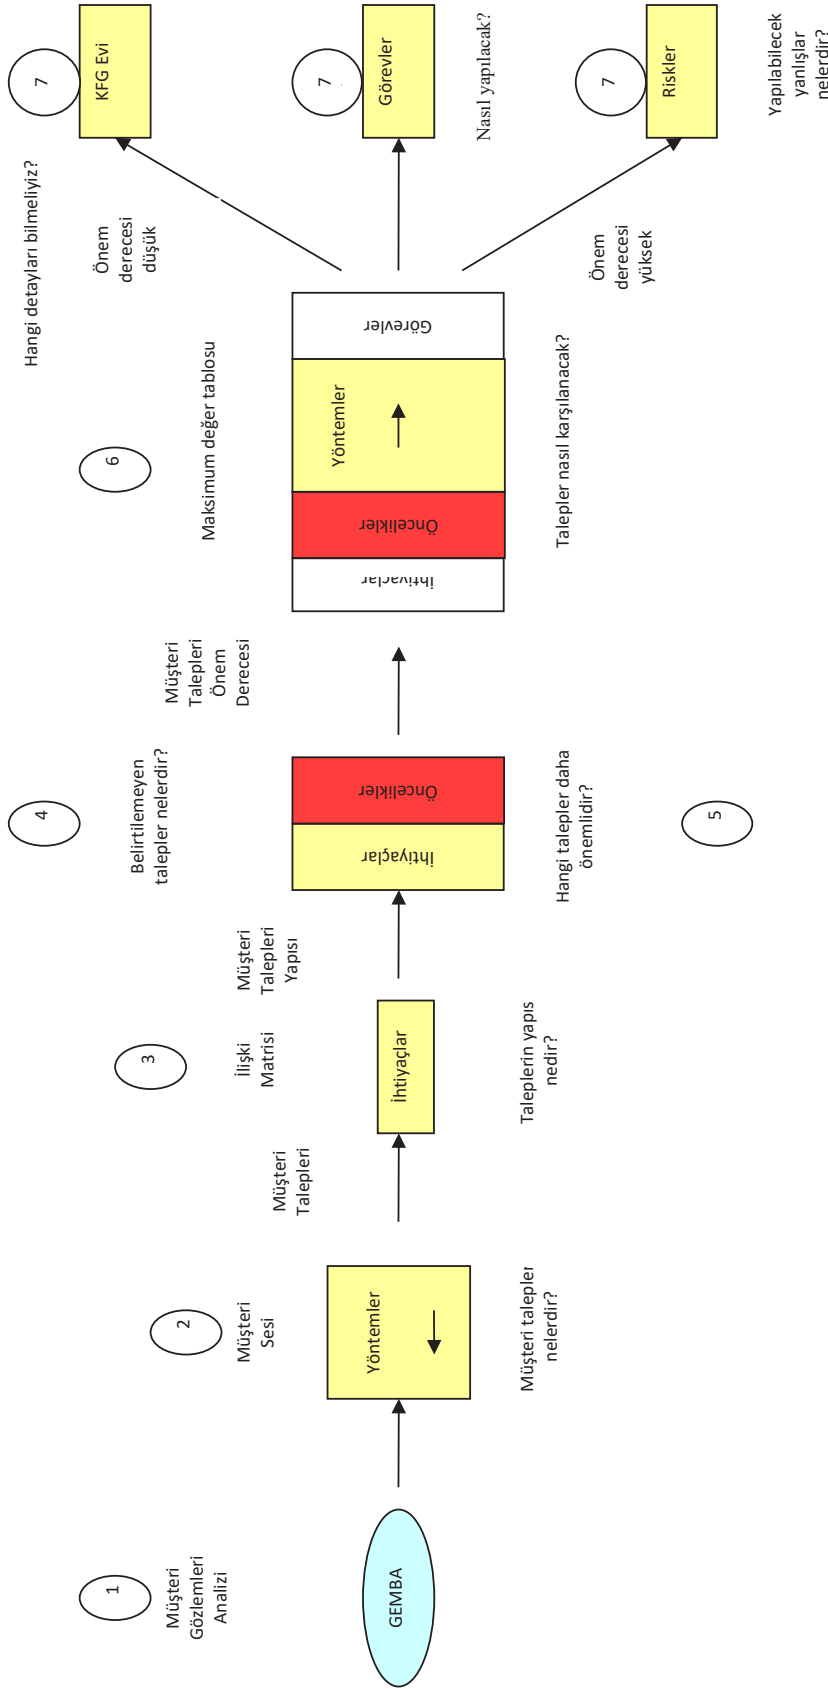 1
Müşteri
Gözlemleri
Analizi
GEMBA
2
Müşteri
Sesi
Yöntemler
Müşteri talepler
nelerdir?
Müşteri
Talepleri
3
İlişki
Matrisi
İhtiyaçlar
Taleplerin yapıs
nedir?
Müşteri
Talepleri
Yapısı
4
Belirtilemeyen
talepler nelerdir?
İhtiyaçlar
Öncelikler
Hangi talepler daha
önemlidir?
5
Müşteri
Talepleri
Önem
Derecesi
6
Maksimum değer tablosu
İhtiyaçlar
Öncelikler
Yöntemler
Görevler
Talepler nasıl karşılanacak?
Hangi detayları bilmeliyiz?
Önem
derecesi
düşük
7
KFG Evi
7
Görevler
Nasıl yapılacak?
Önem
derecesi
yüksek
7
Riskler
Yapılabilecek
yanlışlar
nelerdir?